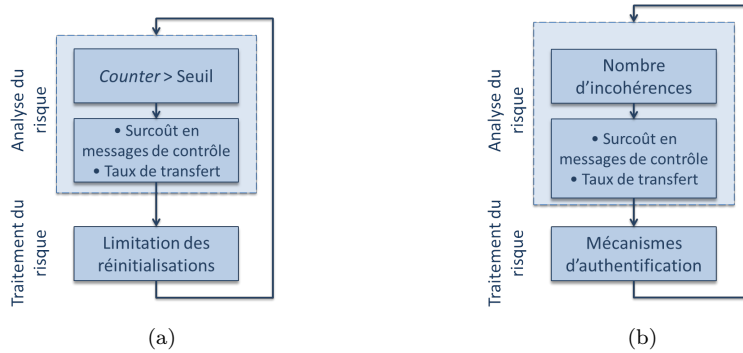 Analyse du
risque
Counter > Seuil
• Surcoût en
messages de contrôle
• Taux de transfert
Traitement du
risque
Limitation des
réinitialisations
(a)
Analyse du
risque
Nombre
d'incohérences
• Surcoût en
messages de contrôle
• Taux de transfert
Traitement du
risque
Mécanismes
d'authentification
(b)